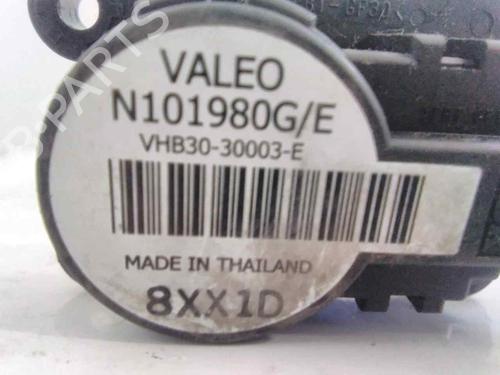 VALEO
N101980G/E
VHB30-30003-E
MADE IN THAILAND
8XX1D